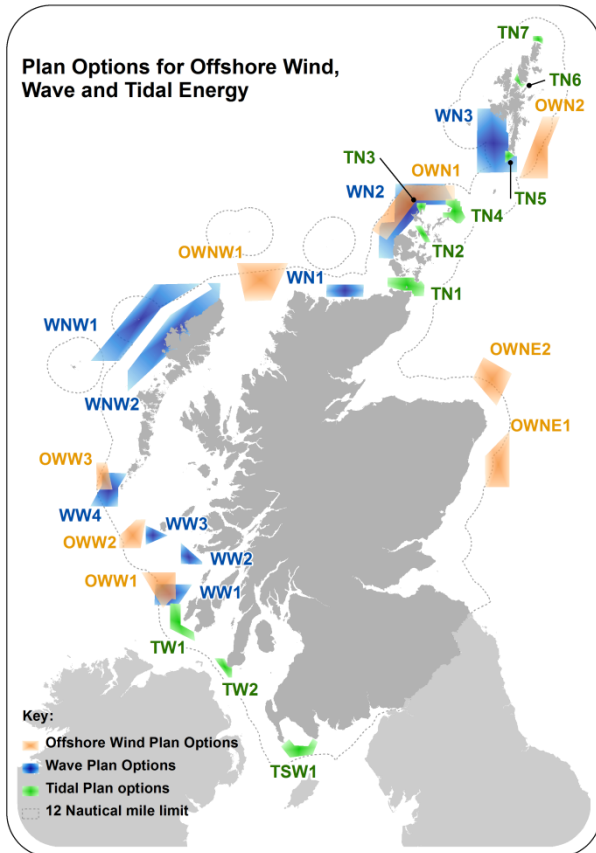 Plan Options for Offshore Wind,
Wave and Tidal Energy
TN7
TN6
WN3
OWN2
TN3
OWN1
WN2
TN5
TN4
OWNW1
TN2
WN1
TN1
WNW1
OWNE2
WNW2
OWNE1
OWW3
WW4
WW3
OWW2
WW2
OWW1
WW1
TW1
TW2
Key:
Offshore Wind Plan Options
Wave Plan Options
TSW1
Tidal Plan options
12 Nautical mile limit